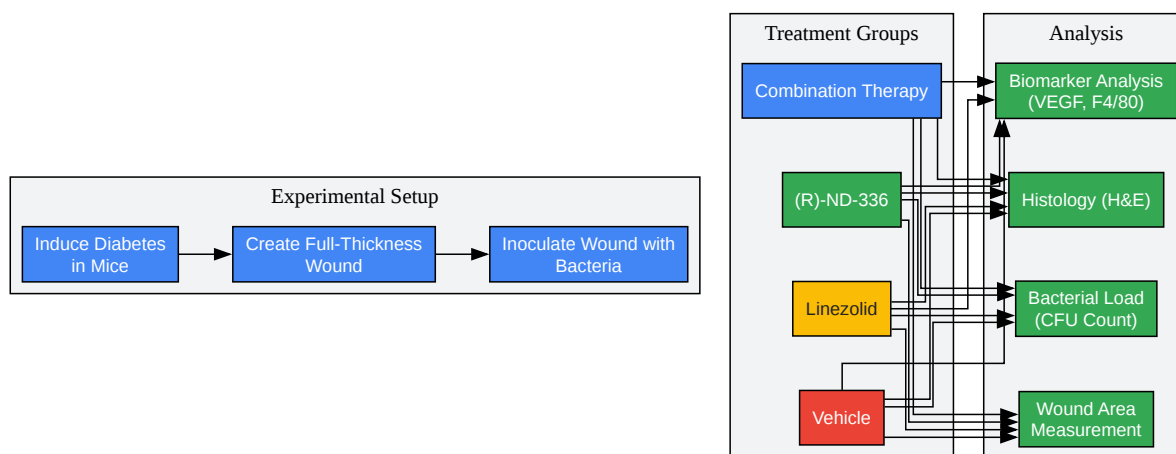 Experimental Setup
Induce Diabetes
in Mice
Create Full-Thickness
Wound
Inoculate Wound with
Bacteria
Treatment Groups
Combination Therapy
(R)-ND-336
Linezolid
Vehicle
Analysis
Biomarker Analysis
(VEGF, F4/80)
Histology (H&E)
Bacterial Load
(CFU Count)
Wound Area
Measurement